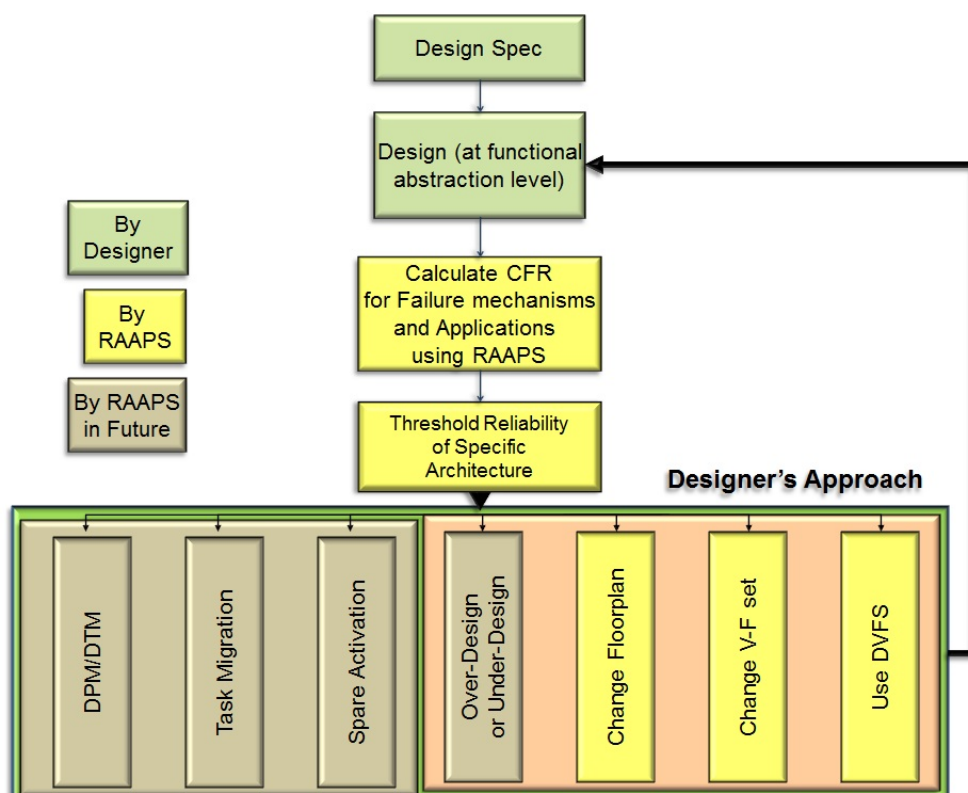 Design Spec
Design (at functional
abstraction level)
By
Designer
By
RAAPS
By RAAPS
in Future
Calculate CFR
for Failure mechanisms
and Applications
using RAAPS
Threshold Reliability
of Specific
Architecture
Designer's Approach
DPM/DTM
Task Migration
Spare Activation
Over-Design
or Under-Design
Change Floorplan
Change V-F set
Use DVFS